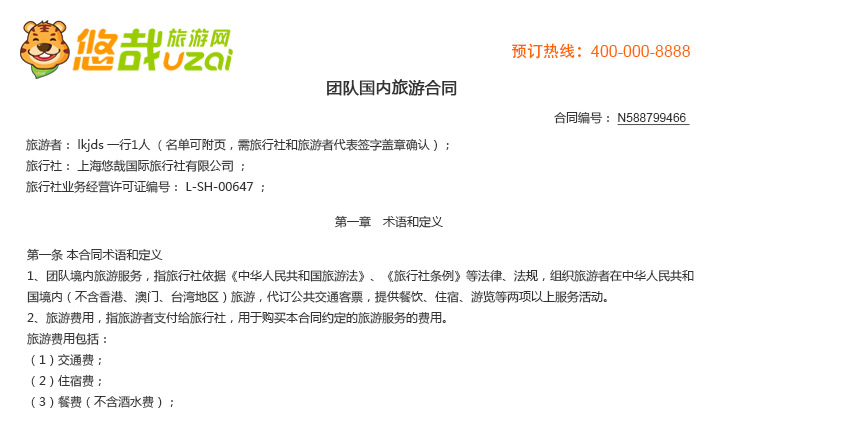 悠哉旅游网
uzai
预订热线：400-000-8888
团队国内旅游合同
合同编号： N588799466
旅游者： lkjds 一行1人 （ 名单可附页，需旅行社和旅游者代表签字盖章确认 ）；
旅行社： 上海悠哉国际旅行社有限公司 ；
旅行社业务经营许可证编号： L-SH-00647 ；
第一章 术语和定义
第一条 本合同术语和定义
1、团队境内旅游服务，指旅行社依据《中华人民共和国旅游法》、《旅行社条例》等法律、法规，组织旅游者在中华人民共和
国境内（不含香港、澳门、台湾地区）旅游，代订公共交通客票，提供餐饮、住宿、游览等两项以上服务活动。
2、旅游费用，指旅游者支付给旅行社，用于购买本合同约定的旅游服务的费用。
旅游费用包括：
（1）交通费；
（2）住宿费；
（3）餐费（不含酒水费）；